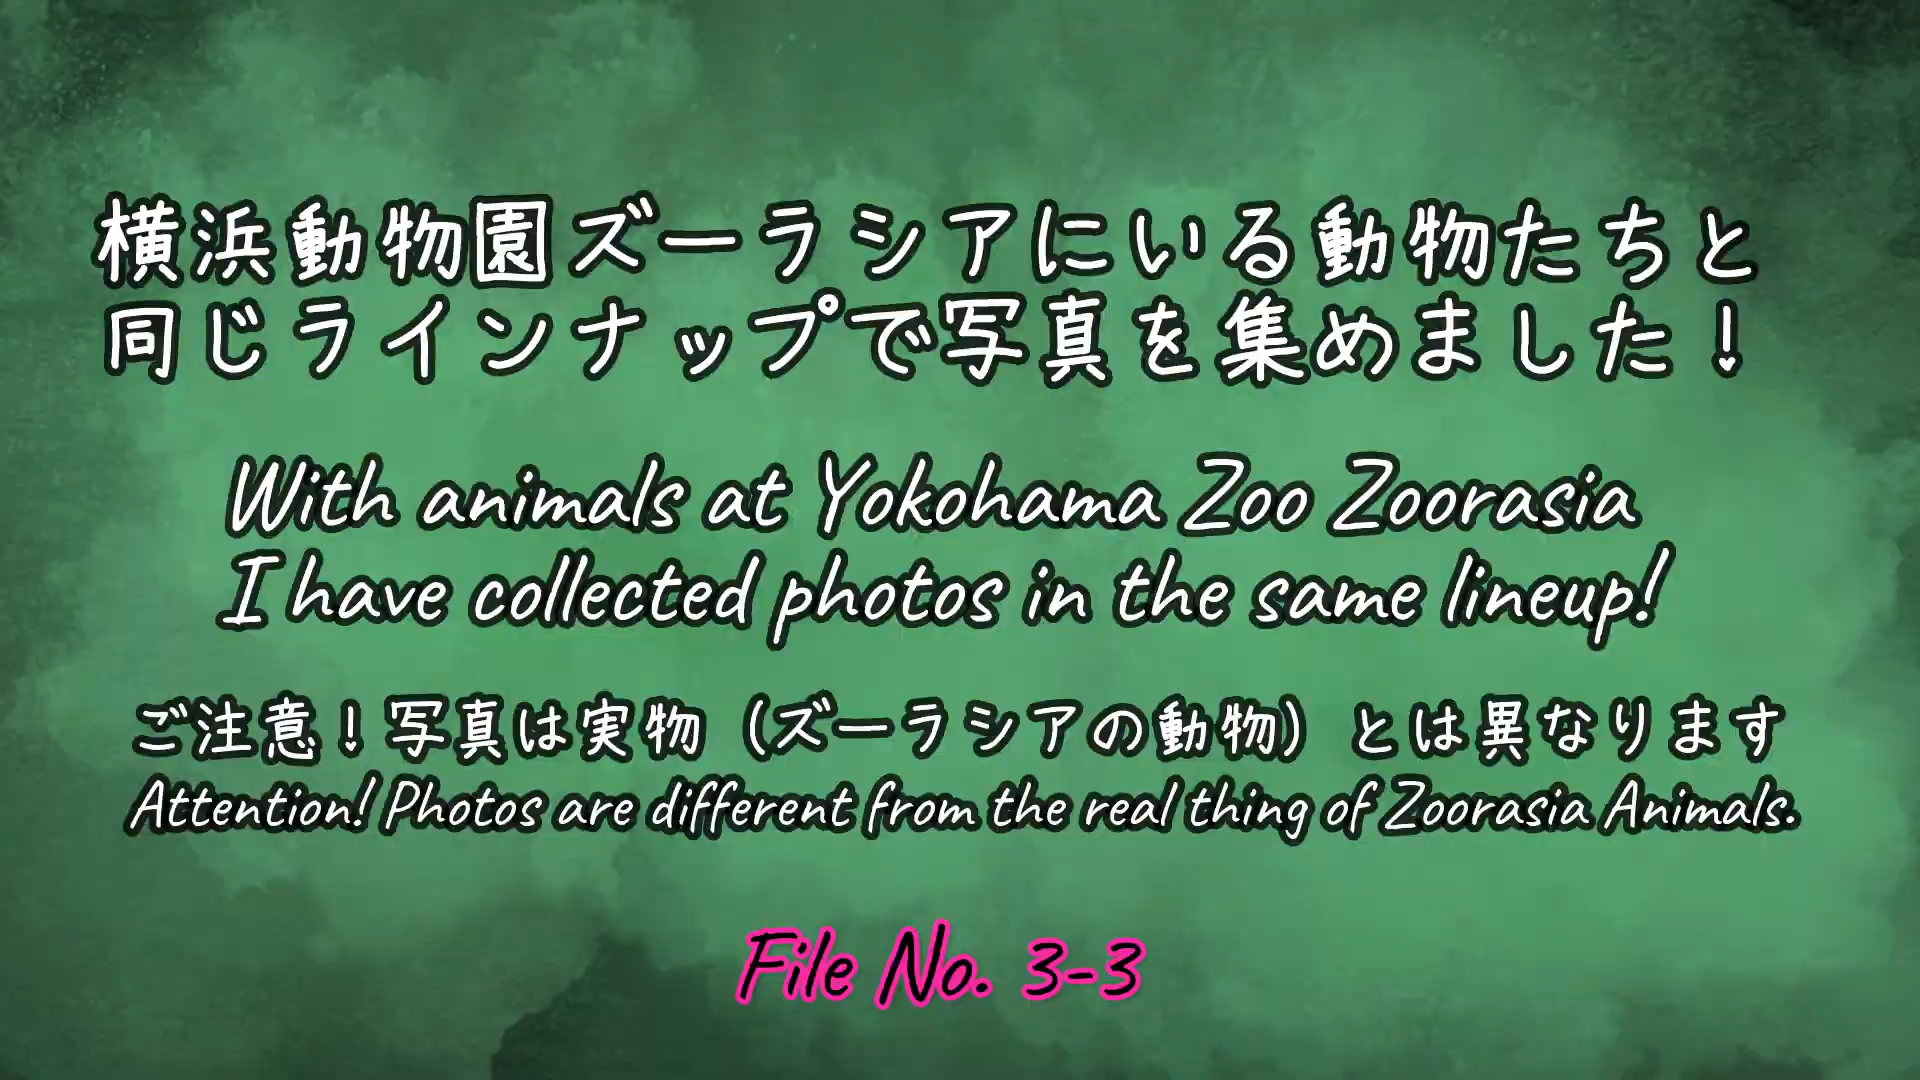 横浜動物園ズーラシアにいる動物たちと
同じラインナップで写真を集めました！
With animals at Yokohama Zoo Zoorasia
I have collected photos in the same lineup!
ご注意！写真は実物（ズーラシアの動物）とは異なります
Attention! Photos are different from the real thing of Zoorasia Animals.
File No. 3-3